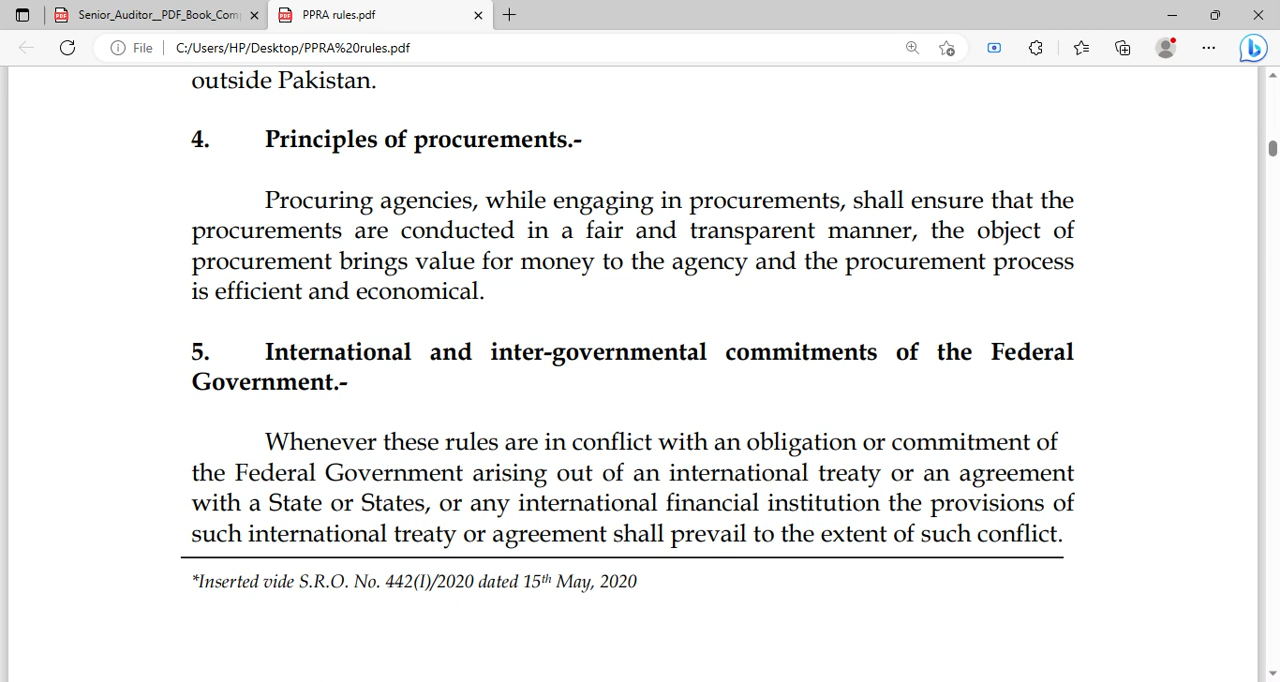 Senior_Auditor__PDF_Book_Com
PPRA rules.pdf
File
C:/Users/HP/Desktop/PPRA%20rules.pdf
outside Pakistan.
4. Principles of procurements.-
Procuring agencies, while engaging in procurements, shall ensure that the
procurements are conducted in a fair and transparent manner, the object of
procurement brings value for money to the agency and the procurement process
is efficient and economical.
5. International and inter-governmental commitments of the Federal
Government.-
Whenever these rules are in conflict with an obligation or commitment of
the Federal Government arising out of an international treaty or an agreement
with a State or States, or any international financial institution the provisions of
such international treaty or agreement shall prevail to the extent of such conflict.
*Inserted vide S.R.O. No. 442(I)/2020 dated 15th May, 2020